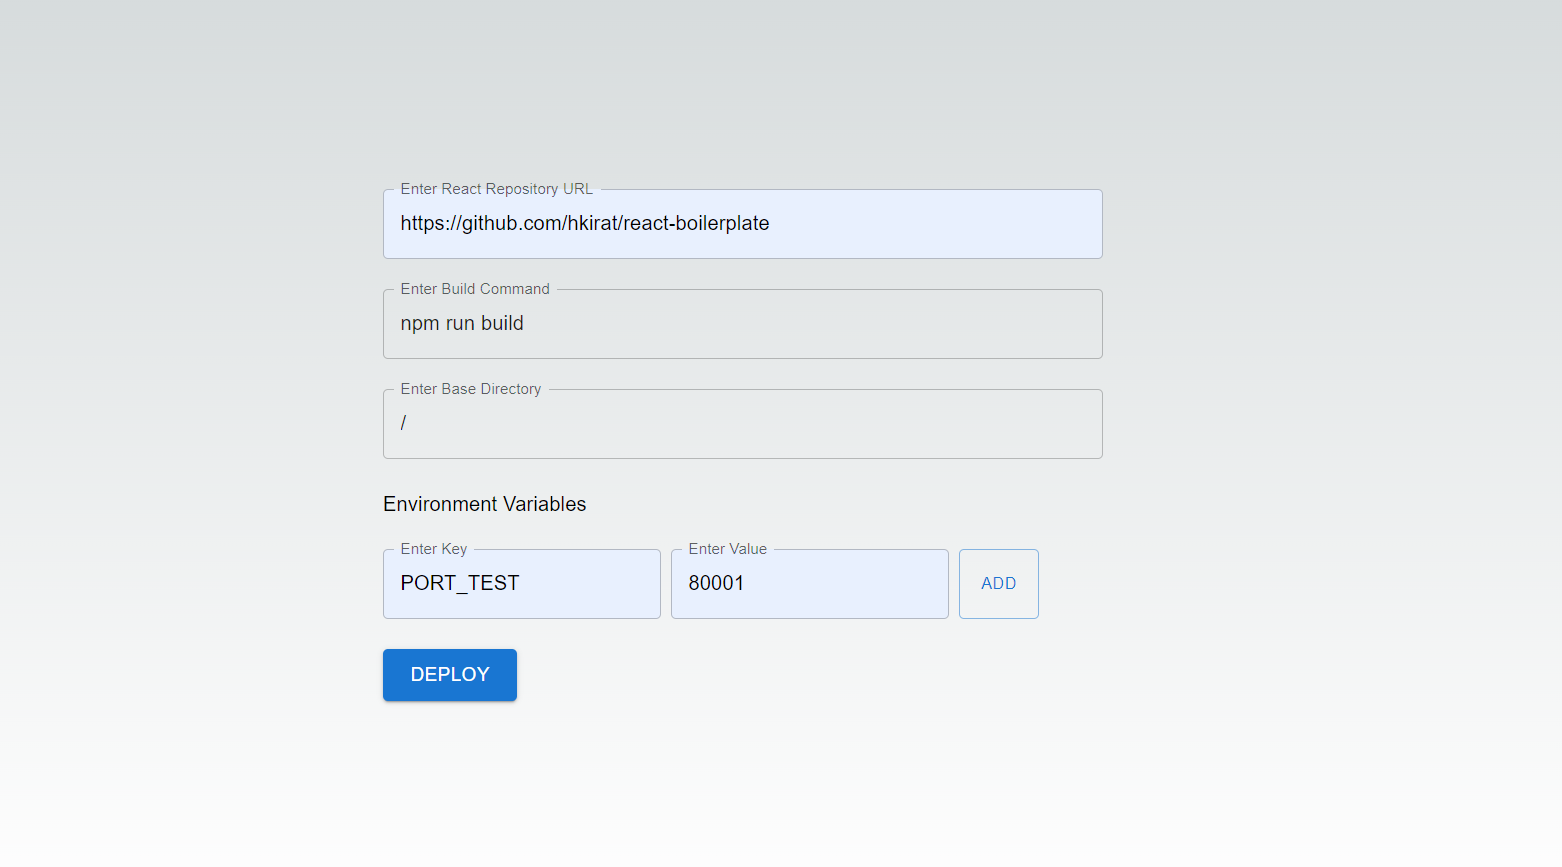 Enter React Repository URL
https://github.com/hkirat/react-boilerplate
Enter Build Command
npm run build
Enter Base Directory
/
Environment Variables
Enter Key
PORT_TEST
Enter Value
80001
ADD
DEPLOY